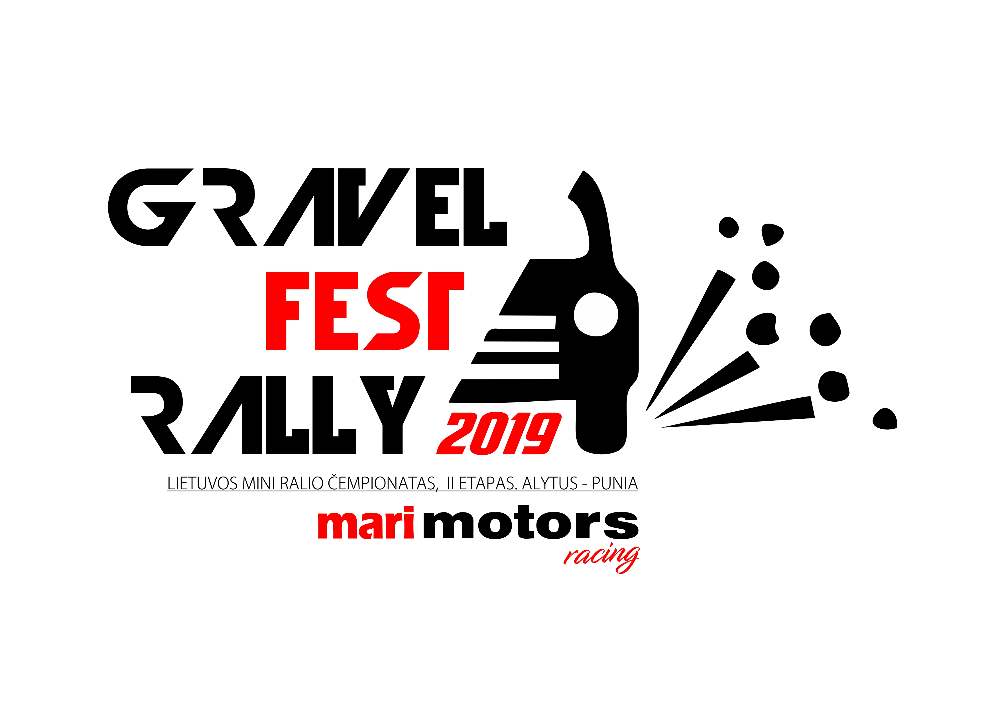 GRAVEL
FEST
RALLY
2019
LIETUVOS MINI RALIO ČEMPIONATAS, II ETAPAS. ALYTUS - PUNIA
mari motors
racing